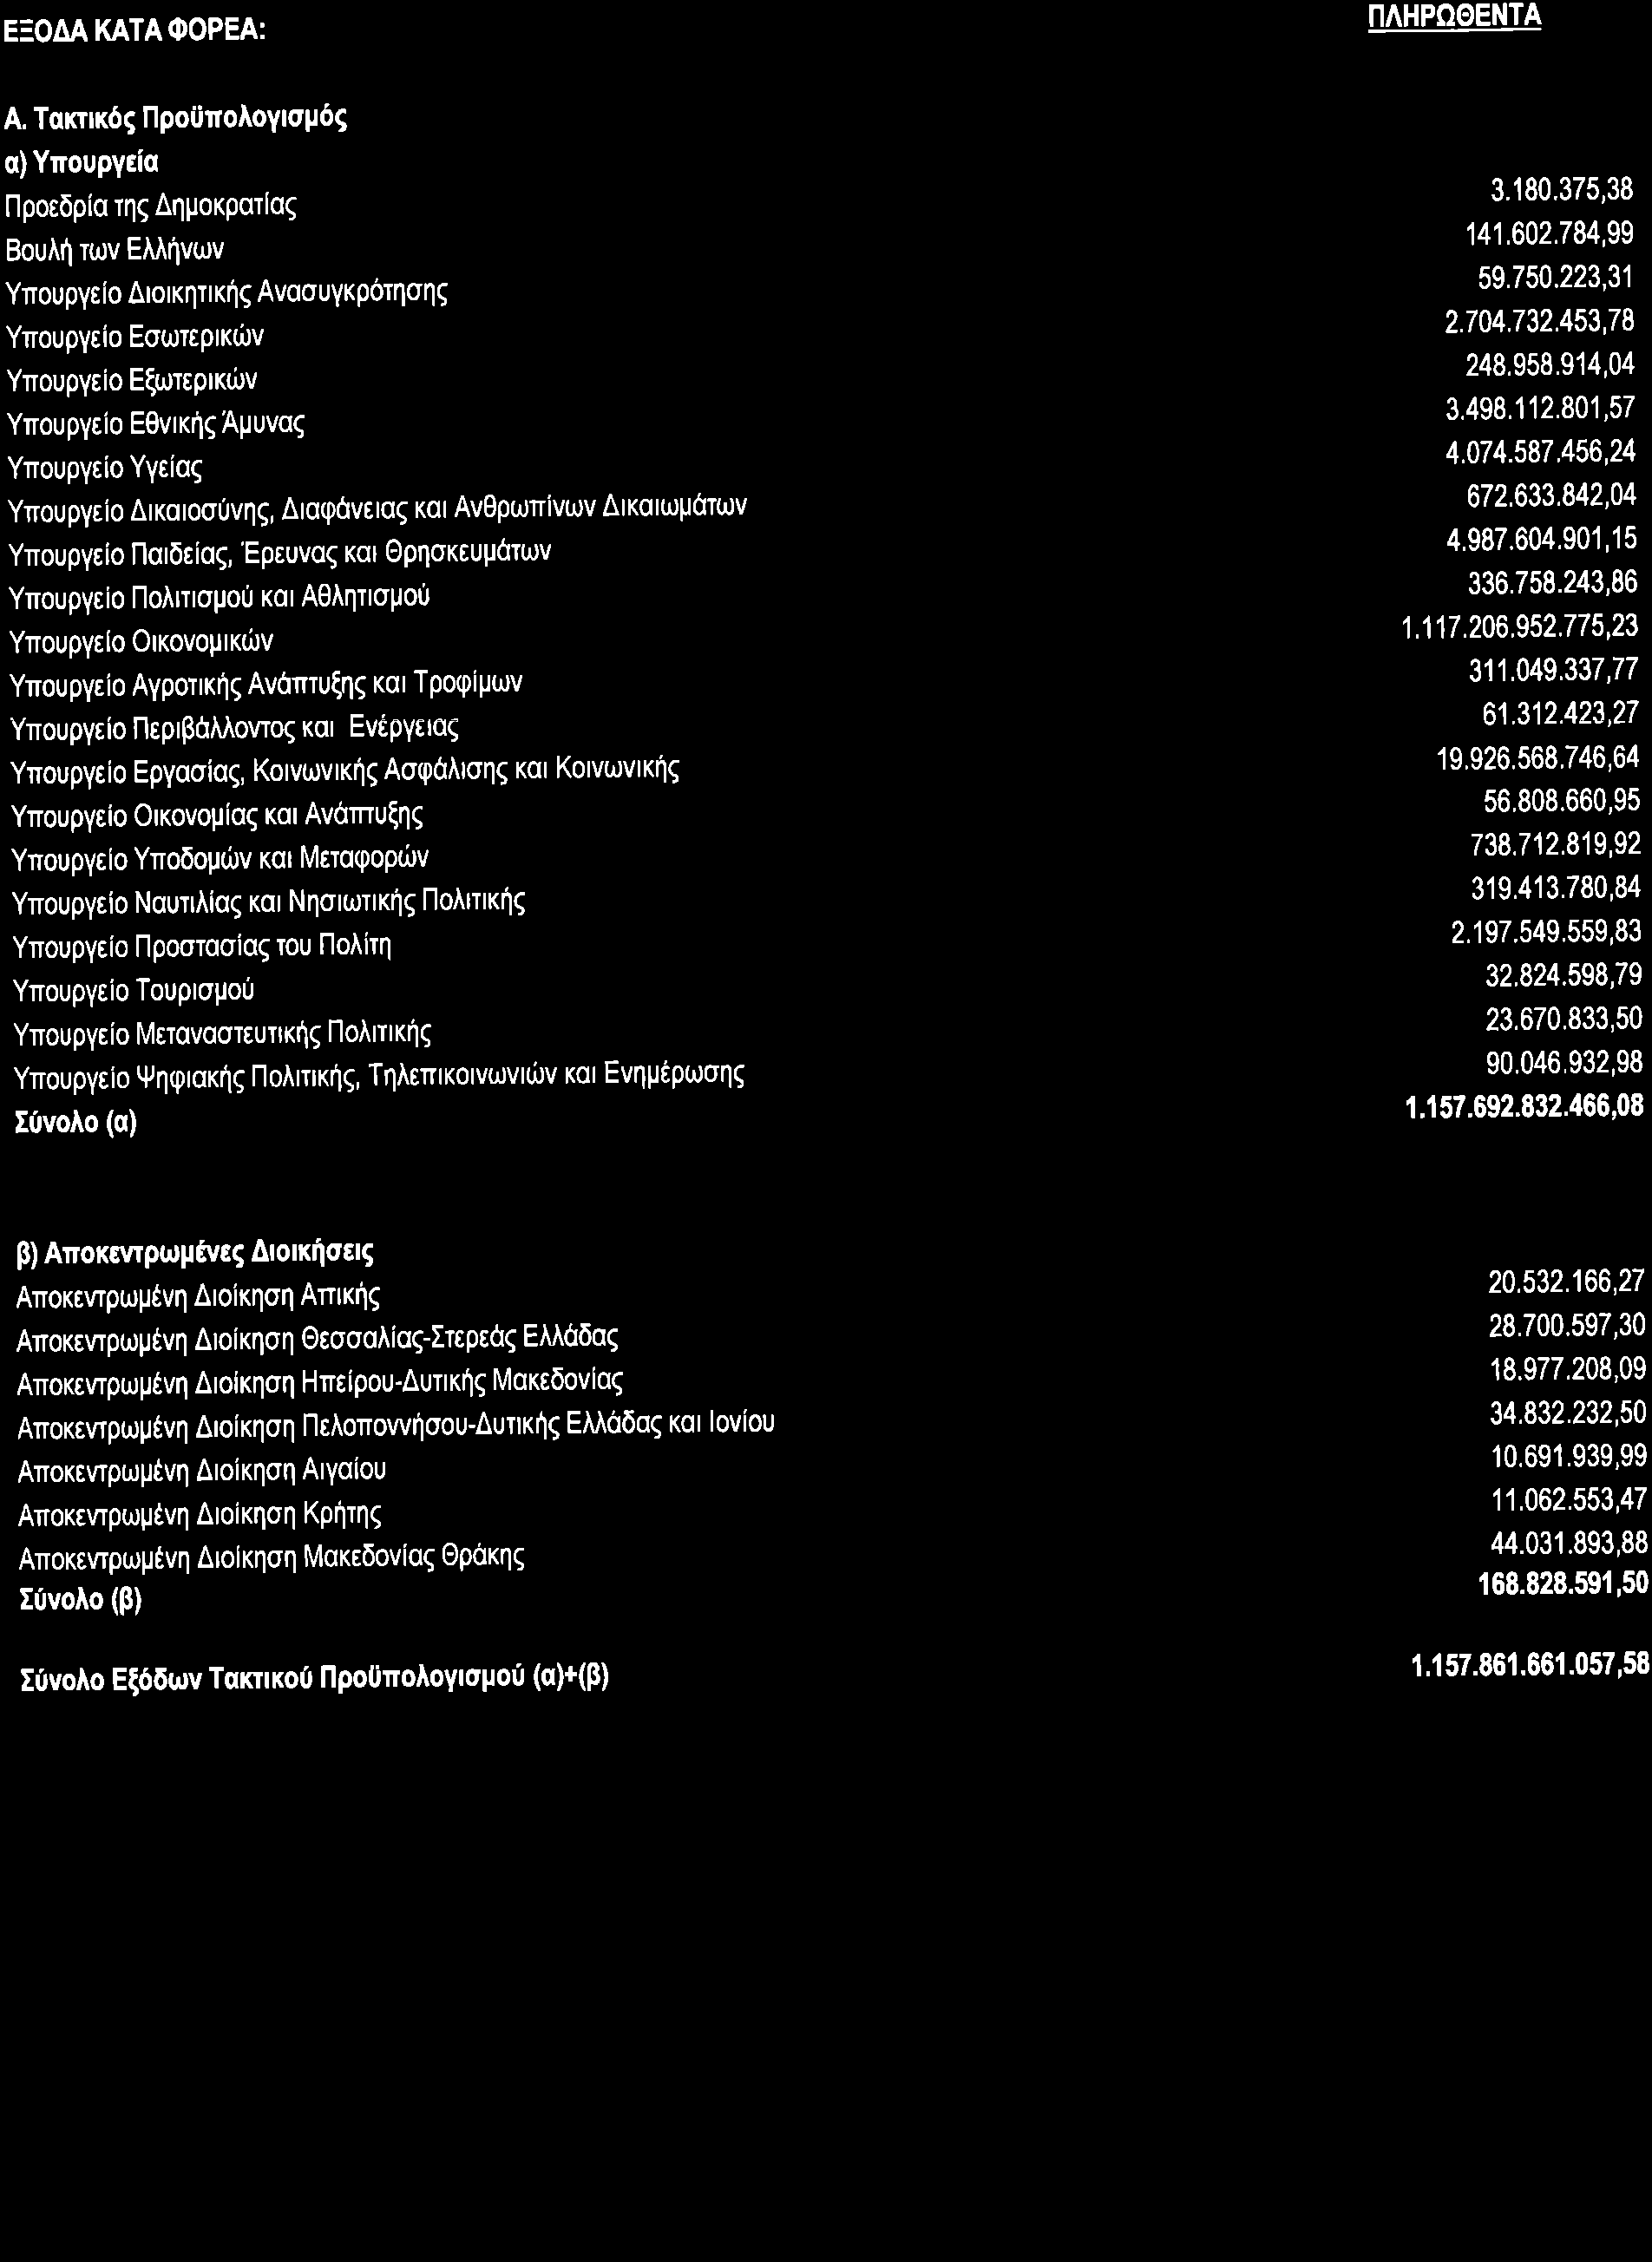 ΕΞΟΔΑ ΚΑΤΑ ΦΟΡΕΑ: ΠΛΗΡΩΘΕΝΤΑ
Α. Τακτικός Προϋπολογισμός
α) Υπουργεία
Προεδρία της Δημοκρατίας 3.180.375,38
Βουλή των Ελλήνων 141.602.784,99
Υπουργείο Διοικητικής Ανασυγκρότησης 59.750.223,31
Υπουργείο Εσωτερικών 2.704.732.453,78
Υπουργείο Εξωτερικών 248.958.914,04
Υπουργείο Εθνικής Άμυνας 3.498.112.801,57
Υπουργείο Υγείας 4.074.587.456,24
Υπουργείο Δικαιοσύνης, Διαφάνειας και Ανθρωπίνων Δικαιωμάτων 672.633.842,04
Υπουργείο Παιδείας, Έρευνας και Θρησκευμάτων 4.987.604.901,15
Υπουργείο Πολιτισμού και Αθλητισμού 336.758.243,86
Υπουργείο Οικονομικών 1.117.206.952.775,23
Υπουργείο Αγροτικής Ανάπτυξης και Τροφίμων 311.049.337,77
Υπουργείο Περιβάλλοντος και Ενέργειας 61.312.423,27
Υπουργείο Εργασίας, Κοινωνικής Ασφάλισης και Κοινωνικής 19.926.568.746,64
Υπουργείο Οικονομίας και Ανάπτυξης 56.808.660,95
Υπουργείο Υποδομών και Μεταφορών 738.712.819,92
Υπουργείο Ναυτιλίας και Νησιωτικής Πολιτικής 319.413.780,84
Υπουργείο Προστασίας του Πολίτη 2.197.549.559,83
Υπουργείο Τουρισμού 32.824.598,79
Υπουργείο Μεταναστευτικής Πολιτικής 23.670.833,50
Υπουργείο Ψηφιακής Πολιτικής, Τηλεπικοινωνιών και Ενημέρωσης 90.046.932,98
Σύνολο (α) 1.157.692.832.466,08
β) Αποκεντρωμένες Διοικήσεις
Αποκεντρωμένη Διοίκηση Αττικής 20.532.166,27
Αποκεντρωμένη Διοίκηση Θεσσαλίας-Στερεάς Ελλάδας 28.700.597,30
Αποκεντρωμένη Διοίκηση Ηπείρου-Δυτικής Μακεδονίας 18.977.208,09
Αποκεντρωμένη Διοίκηση Πελοποννήσου-Δυτικής Ελλάδας και Ιονίου 34.832.232,50
Αποκεντρωμένη Διοίκηση Αιγαίου 10.691.939,99
Αποκεντρωμένη Διοίκηση Κρήτης 11.062.553,47
Αποκεντρωμένη Διοίκηση Μακεδονίας Θράκης 44.031.893,88
Σύνολο (β) 168.828.591,50
Σύνολο Εξόδων Τακτικού Προϋπολογισμού (α)+(β) 1.157.861.661.057,58